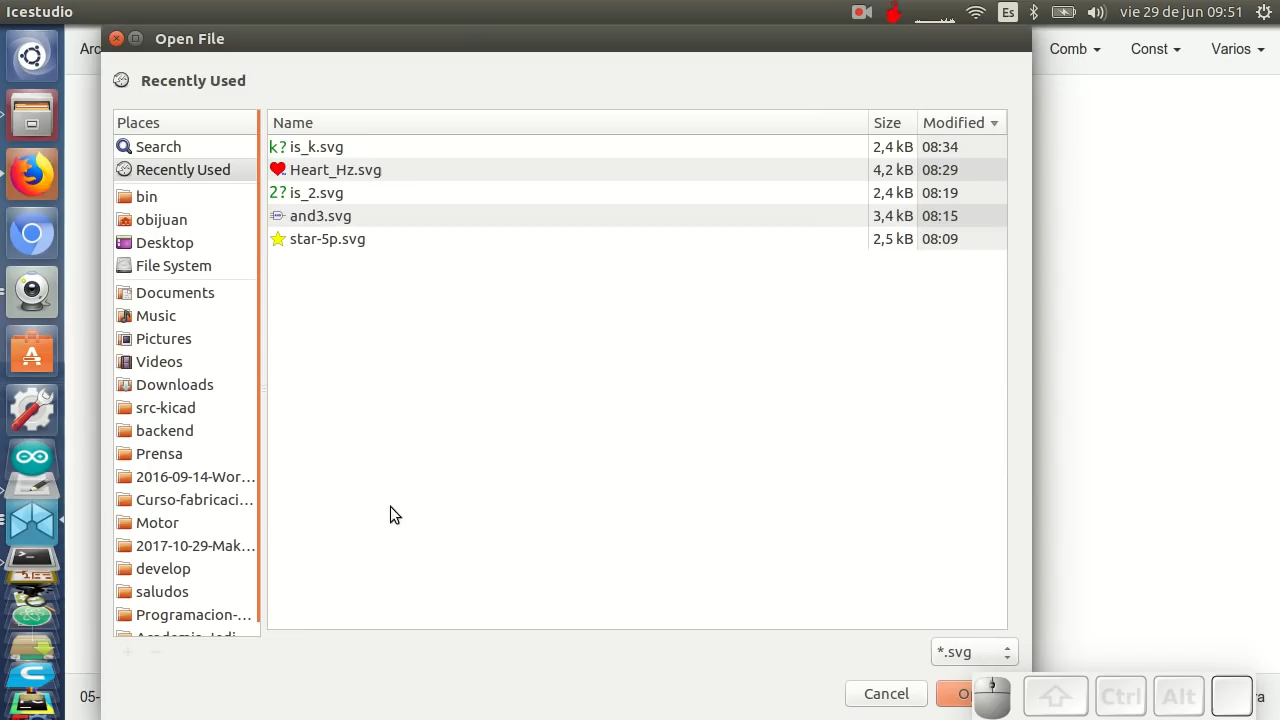 Icestudio
Es
vie 29 de jun 09:51
Arc
Open File
Comb
Const
Varios
Recently Used
Places
Name
Size
Modified
Search
is_k.svg
2,4 kB
08:34
Recently Used
Heart_Hz.svg
4,2 kB
08:29
bin
is_2.svg
2,4 kB
08:19
obijuan
and3.svg
3,4 kB
08:15
Desktop
star-5p.svg
2,5 kB
08:09
File System
Documents
Music
Pictures
Videos
Downloads
src-kicad
backend
Prensa
2016-09-14-Wor...
Curso-fabricaci...
Motor
2017-10-29-Mak...
develop
saludos
Programacion-...
*.svg
Cancel
05-
Ctrl
Alt